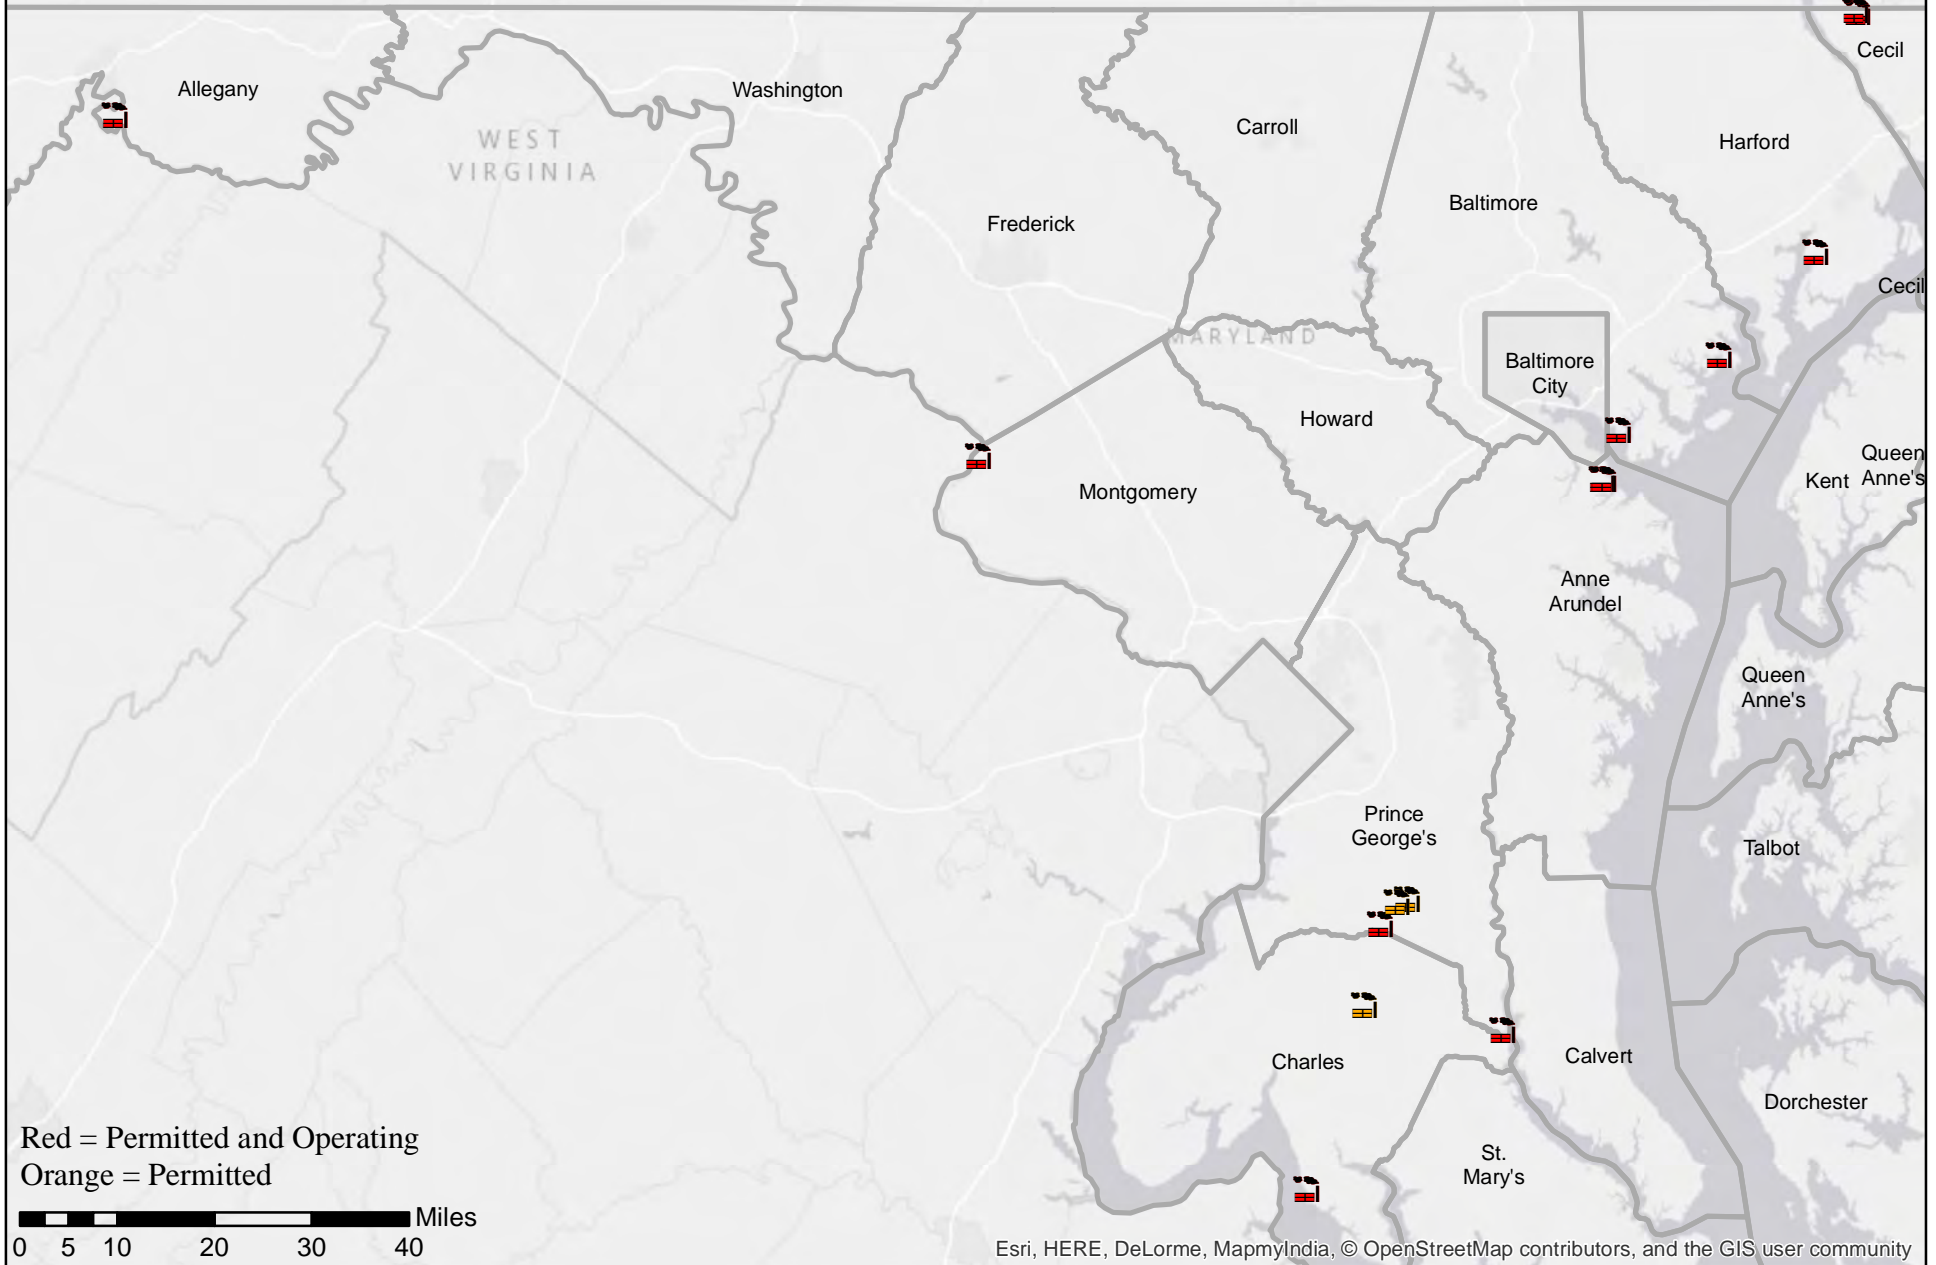 Cecil
Allegany
Washington
WEST
VIRGINIA
Carroll
Harford
Baltimore
Frederick
Cecil
MARYLAND
Baltimore
City
Howard
Queen
Anne's
Kent
Montgomery
Anne
Arundel
Queen
Anne's
Prince
George's
Talbot
Charles
Calvert
Dorchester
St.
Mary's
Red = Permitted and Operating
Orange = Permitted
Miles
0 5 10 20 30 40
Esri, HERE, DeLorme, MapmyIndia, © OpenStreetMap contributors, and the GIS user community